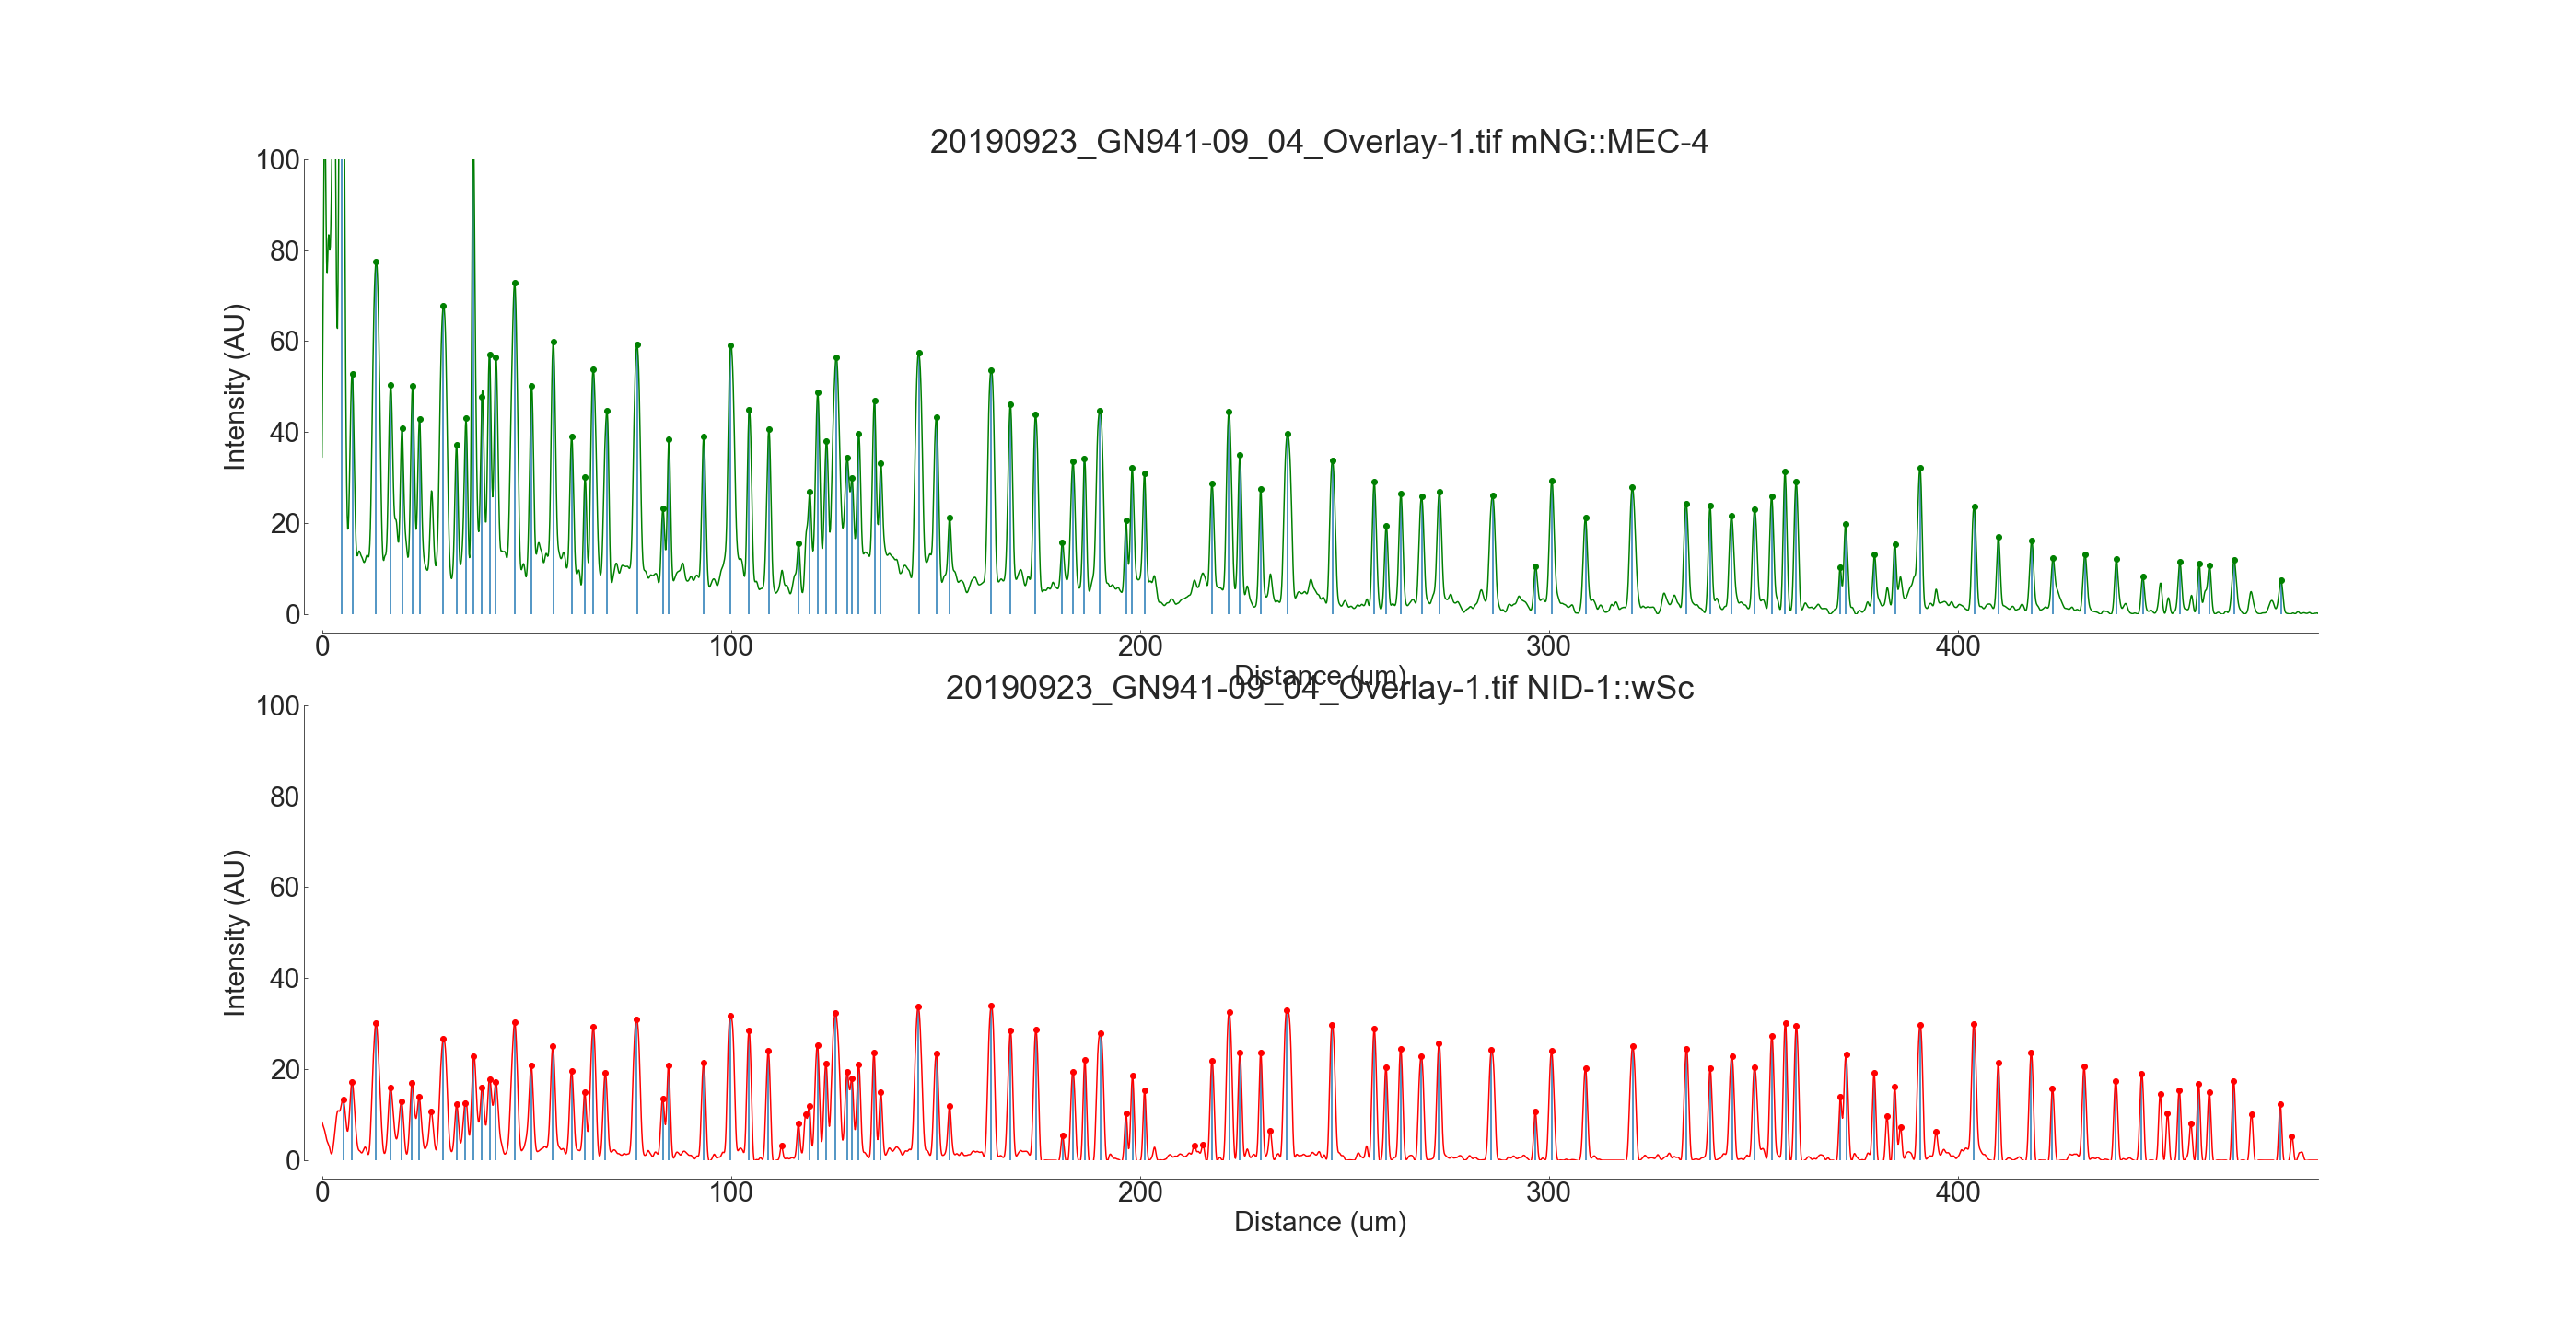 20190923_GN941-09_04_Overlay-1.tif mNG::MEC-4
100
80
60
40
20
0
Intensity (AU)
0 100 200 300 400
Distance (um)
20190923_GN941-09_04_Overlay-1.tif NID-1::wSc
100
80
60
40
20
0
Intensity (AU)
0 100 200 300 400
Distance (um)